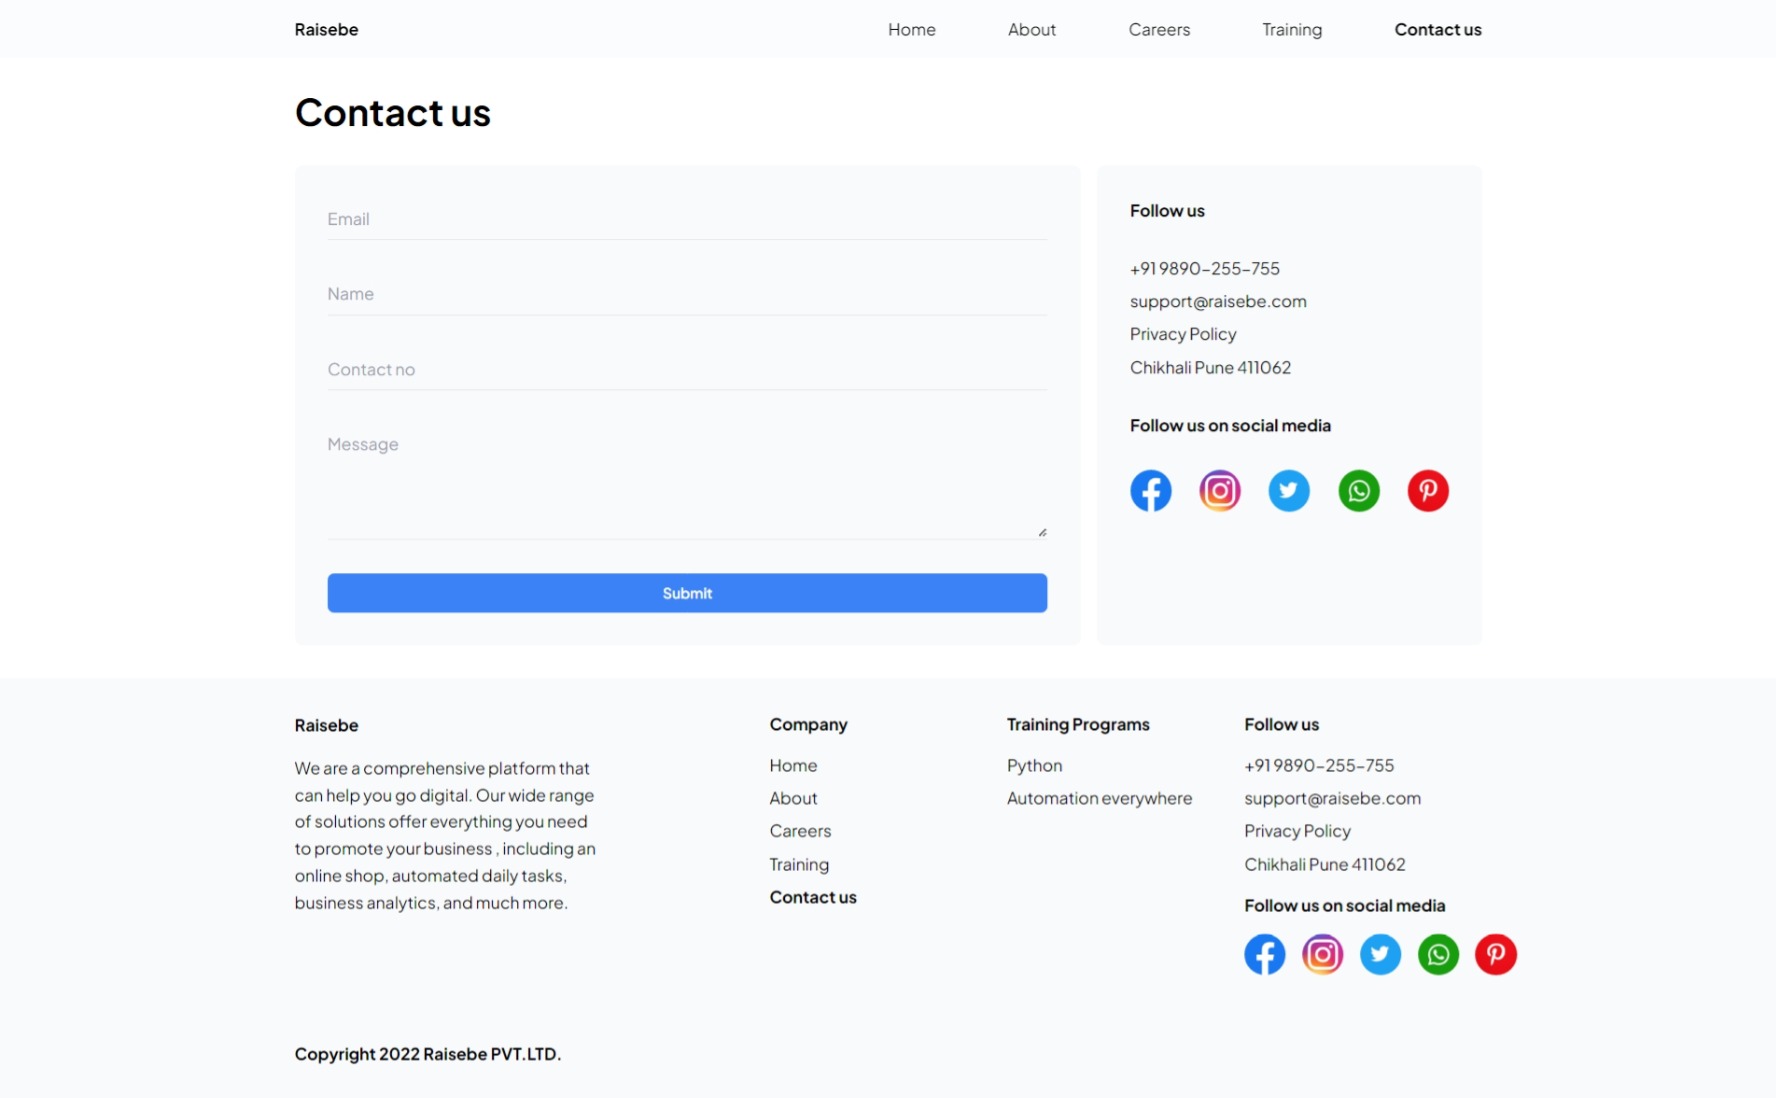 Raisebe
Home
About
Careers
Training
Contact us
Contact us
Email
Name
Contact no
Message
Submit
Follow us
+91 9890-255-755
support@raisebe.com
Privacy Policy
Chikhali Pune 411062
Follow us on social media
Raisebe
We are a comprehensive platform that
can help you go digital. Our wide range
of solutions offer everything you need
to promote your business , including an
online shop, automated daily tasks,
business analytics, and much more.
Company
Home
About
Careers
Training
Contact us
Training Programs
Python
Automation everywhere
Follow us
+91 9890-255-755
support@raisebe.com
Privacy Policy
Chikhali Pune 411062
Follow us on social media
Copyright 2022 Raisebe PVT.LTD.